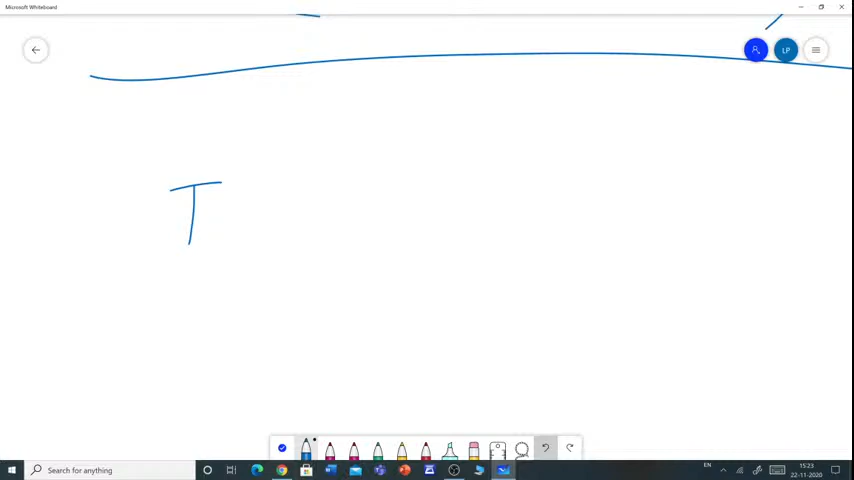 Microsoft Whiteboard
LP
T
Search for anything
EN
15:23
22-11-2020